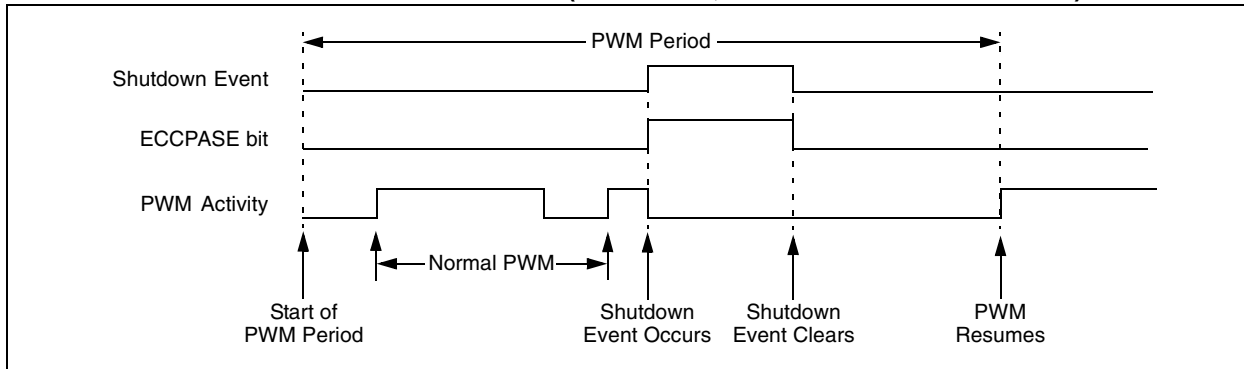 PWM Period
Shutdown Event
ECCPASE bit
PWM Activity
Normal PWM
Start of
PWM Period
Shutdown
Event Occurs
Shutdown
Event Clears
PWM
Resumes